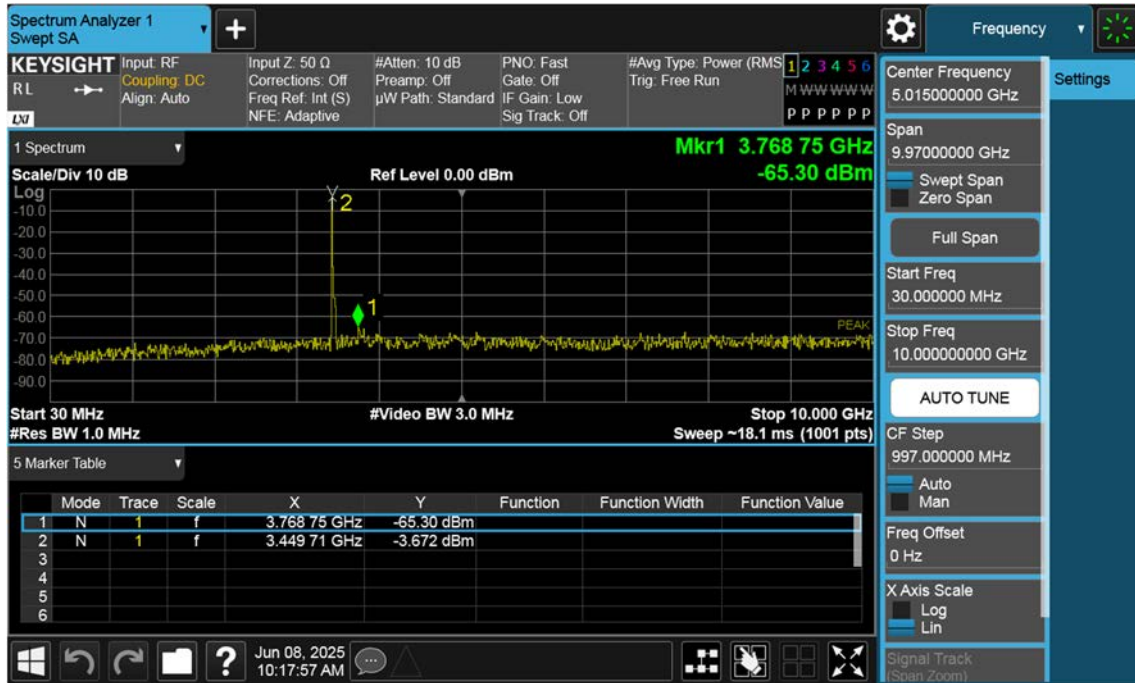 Spectrum Analyzer 1
Swept SA
Frequency
KEYSIGHT
RL
LXI
Input: RF
Coupling: DC
Align: Auto
Input Z: 50 Ω
Corrections: Off
Freq Ref: Int (S)
NFE: Adaptive
#Atten: 10 dB
Preamp: Off
µW Path: Standard
PNO: Fast
Gate: Off
IF Gain: Low
Sig Track: Off
#Avg Type: Power (RMS
Trig: Free Run
1 2 3 4 5 6
M W W W W W
P P P P P P
Center Frequency
5.015000000 GHz
Settings
1 Spectrum
Mkr1 3.768 75 GHz
-65.30 dBm
Scale/Div 10 dB
Ref Level 0.00 dBm
Log
-10.0
-20.0
-30.0
-40.0
-50.0
-60.0
-70.0
-80.0
-90.0
2
1
PEAK
Start 30 MHz
#Video BW 3.0 MHz
Stop 10.000 GHz
#Res BW 1.0 MHz
Sweep ~18.1 ms (1001 pts)
Span
9.97000000 GHz
Swept Span
Zero Span
Full Span
Start Freq
30.000000 MHz
Stop Freq
10.000000000 GHz
AUTO TUNE
CF Step
997.000000 MHz
Auto
Man
Freq Offset
0 Hz
X Axis Scale
Log
Lin
Signal Track
(Span Zoom)
5 Marker Table
Mode Trace Scale X Y Function Function Width Function Value
1 N 1 f 3.768 75 GHz -65.30 dBm
2 N 1 f 3.449 71 GHz -3.672 dBm
3
4
5
6
?
Jun 08, 2025
10:17:57 AM